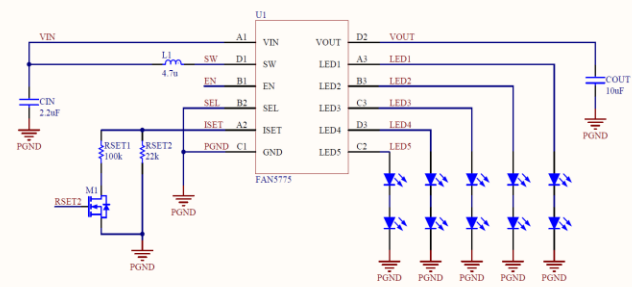 U1
VIN
A1
VIN
VOUT
D2
VOUT
L1
SW
D1
SW
LED1
A3
LED1
4.7u
EN
B1
EN
LED2
B3
LED2
COUT
10uF
CIN
2.2uF
SEL
B2
SEL
LED3
C3
LED3
ISET
A2
ISET
LED4
D3
LED4
PGND
PGND
RSET1
100k
RSET2
22k
PGND
C1
GND
LED5
C2
LED5
FAN5775
M1
RSET2
PGND
PGND
PGND
PGND
PGND
PGND
PGND